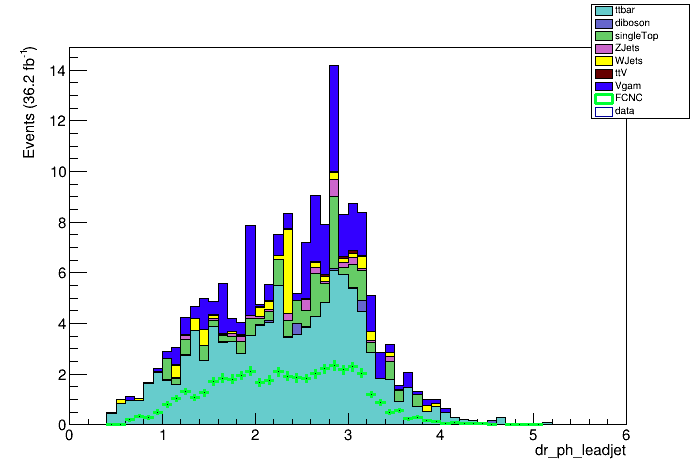 ttbar
diboson
singleTop
ZJets
WJets
ttV
Vgam
FCNC
data
Events (36.2 fb⁻¹)
14
12
10
8
6
4
2
0
0 1 2 3 4 5 6
dr_ph_leadjet